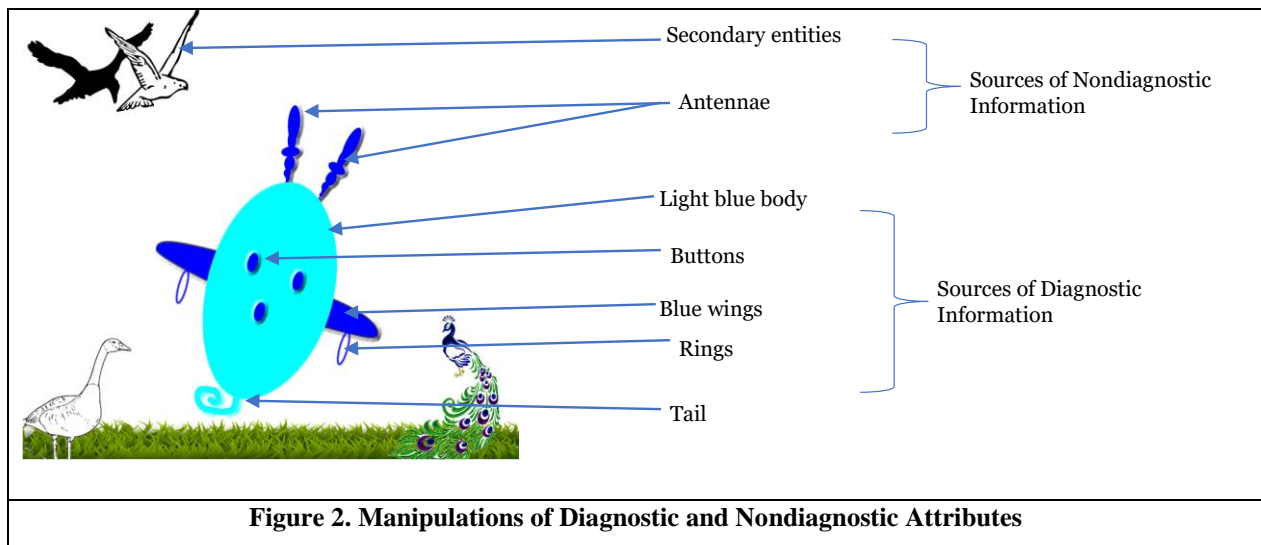 Secondary entities
Sources of Nondiagnostic
Information
Antennae
Light blue body
Buttons
Sources of Diagnostic
Information
Blue wings
Rings
Tail
Figure 2. Manipulations of Diagnostic and Nondiagnostic Attributes